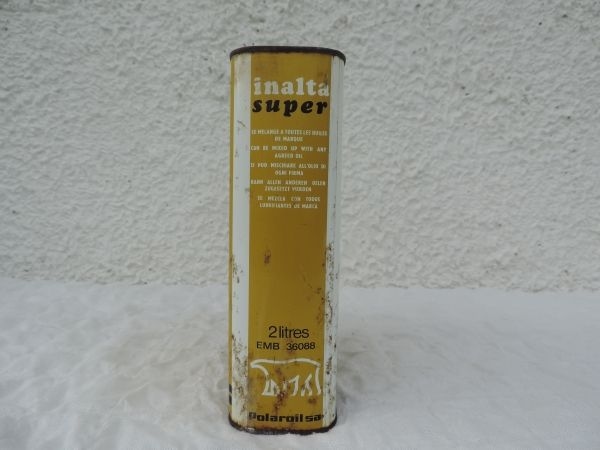 inalta
super
SE MELANGE A TOUTES LES HUILES
DE MARQUE
CAN BE MIXED UP WITH ANY
AGREED OIL
SI PUO MISCHIARE ALL'OLIO DI
OGNI FIRMA
KANN ALLEN ANDEREN OELEN
ZUGESETZT WERDEN
SE MEZCLA CON TODOS
LUBRIFIANTES DE MARCA
2 litres
EMB 36088
polaroil sa